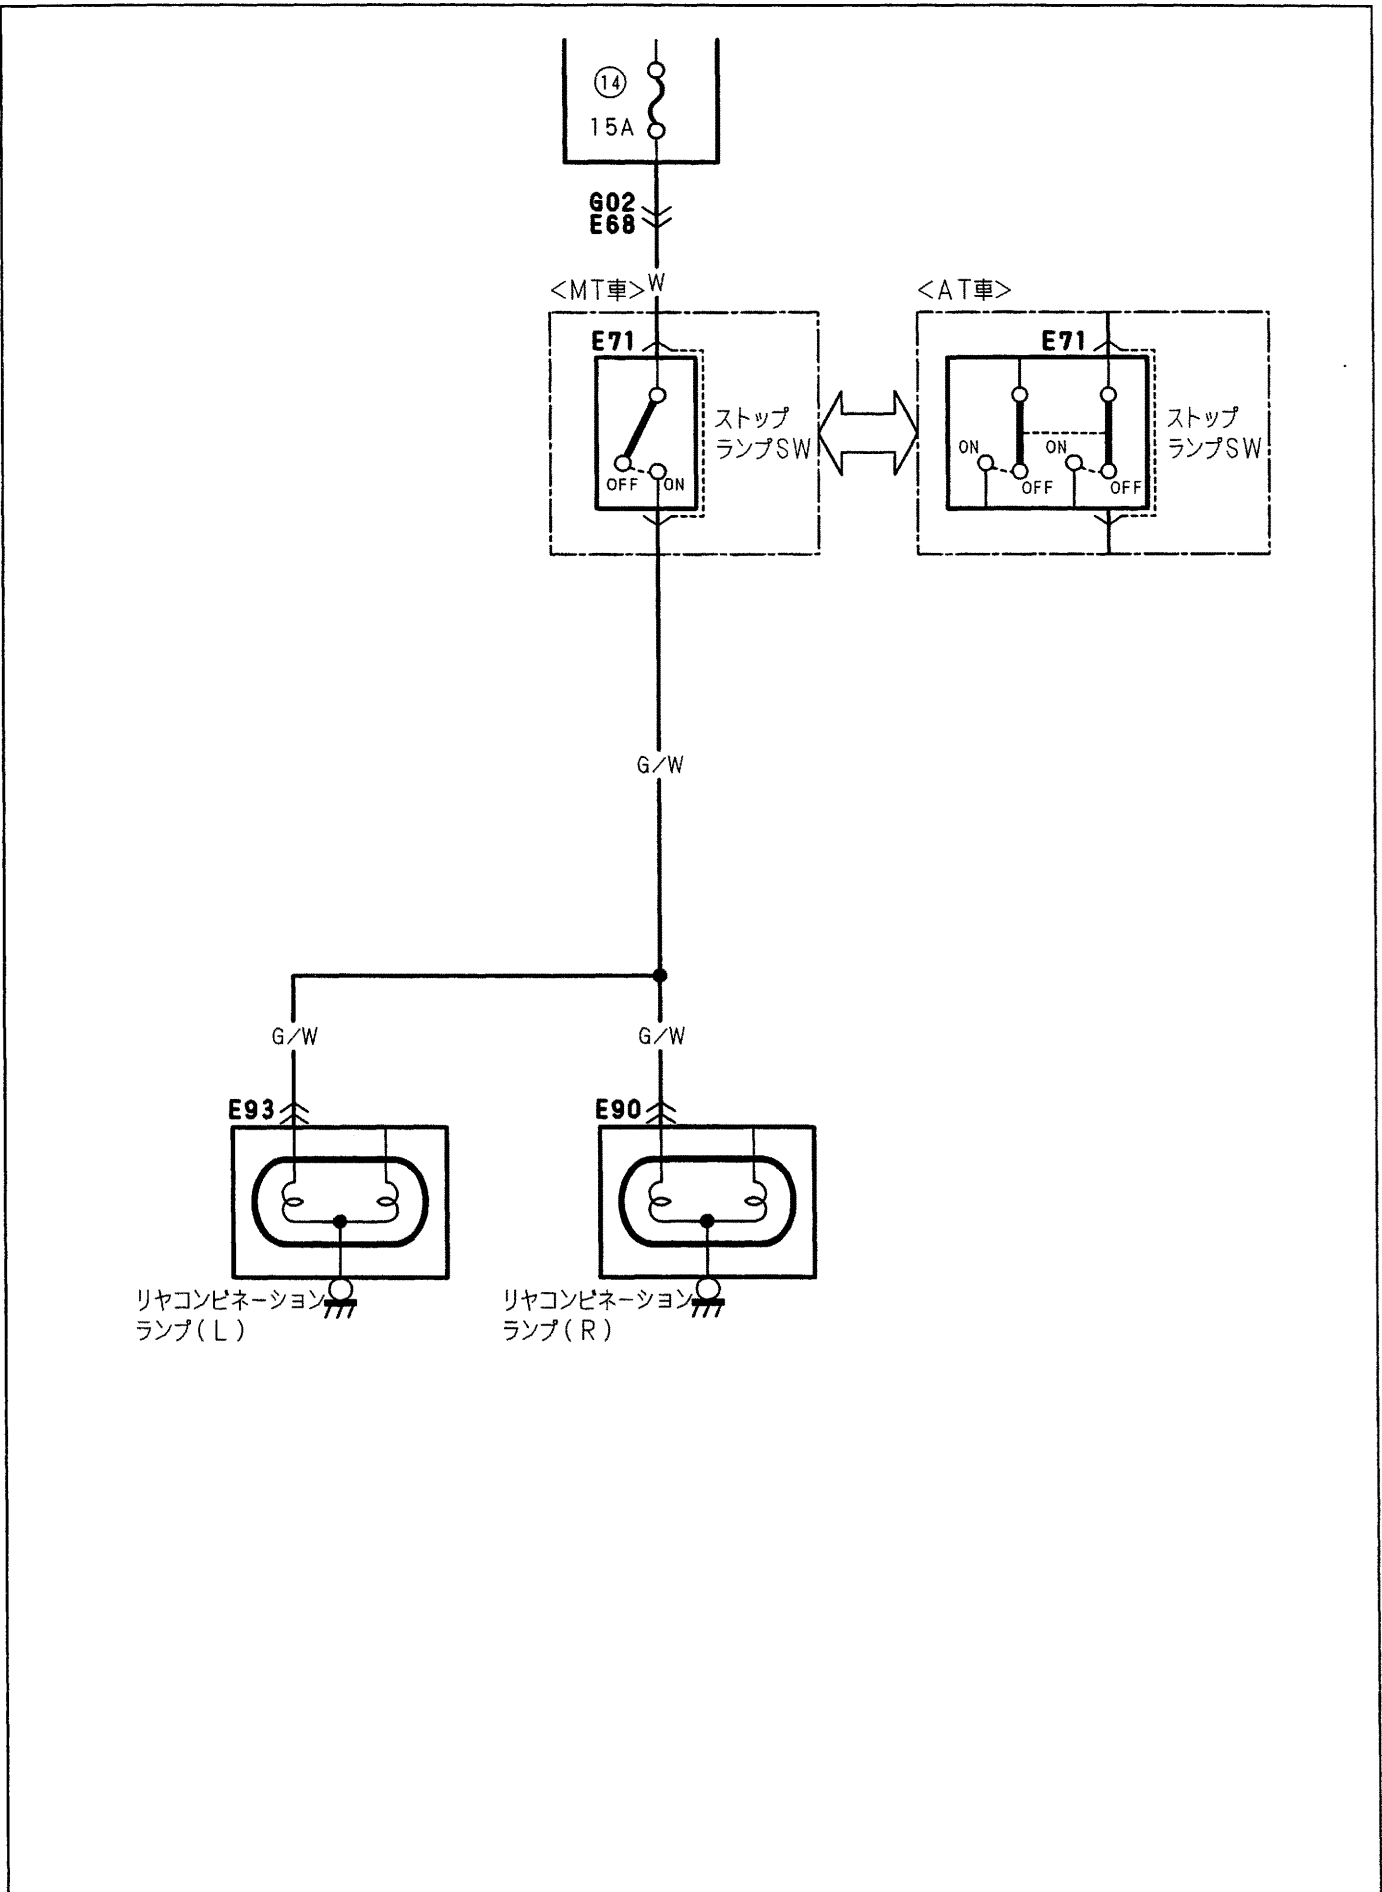 14
15A
G02
E68
<MT車>
W
<AT車>
E71
E71
ストップ
ランプSW
ストップ
ランプSW
OFF
ON
ON
OFF
ON
OFF
G/W
G/W
G/W
E93
E90
リヤコンビネーション
ランプ(L)
リヤコンビネーション
ランプ(R)